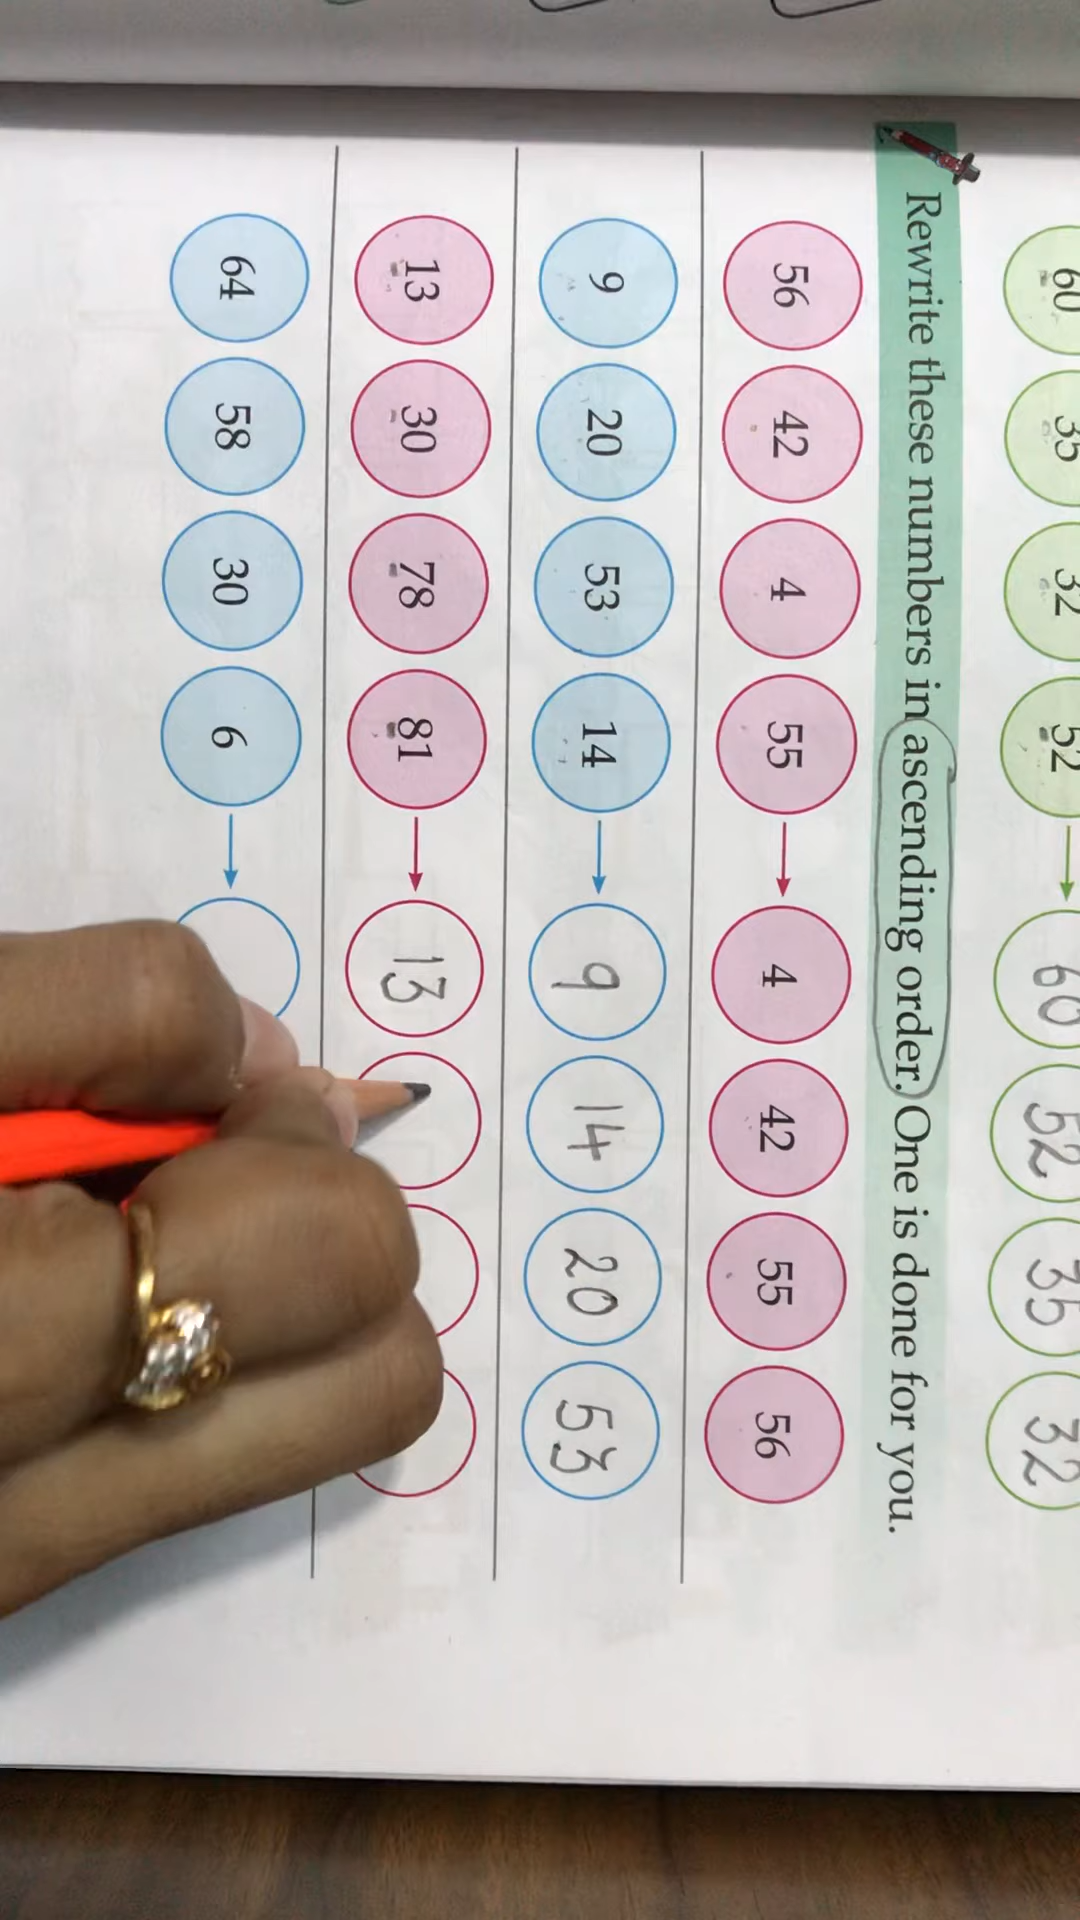 60 35 32 52 → 60 52 35 32
Rewrite these numbers in ascending order. One is done for you.
56 42 4 55 → 4 42 55 56
9 20 53 14 → 9 14 20 53
13 30 78 81 → 13
64 58 30 6 →